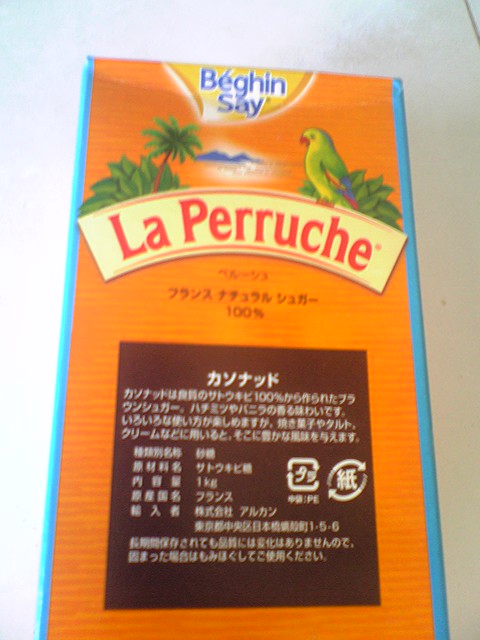 Béghin
Say
La Perruche®
ペルーシュ
フランス ナチュラル シュガー
100%
カソナッド
カソナッドは良質のサトウキビ100%から作られたブラ
ウンシュガー。ハチミツやバニラの香る味わいです。
いろいろな使い方が楽しめますが、焼き菓子やタルト、
クリームなどに用いると、そこに豊かな風味を与えます。
種類別名称 砂糖
原材料名 サトウキビ糖
内容量 1kg
原産国名 フランス
輸入者 株式会社 アルカン
東京都中央区日本橋蛎殻町1-5-6
プラ
中袋:PE
紙
長期間保存されても品質には変化はありませんので、
固まった場合はもみほぐしてご使用ください。